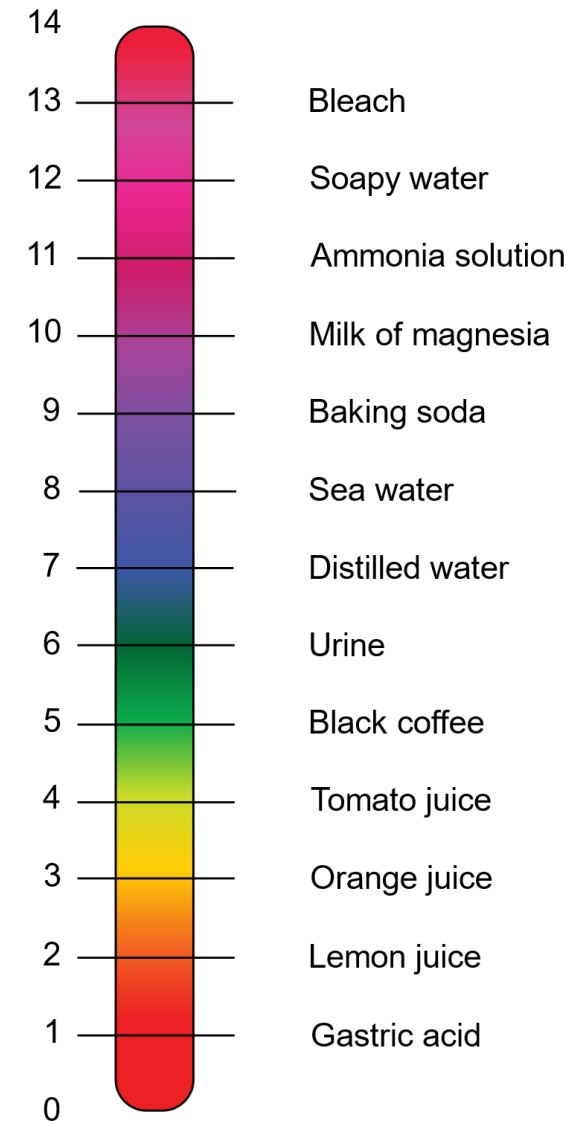 14
13 Bleach
12 Soapy water
11 Ammonia solution
10 Milk of magnesia
9 Baking soda
8 Sea water
7 Distilled water
6 Urine
5 Black coffee
4 Tomato juice
3 Orange juice
2 Lemon juice
1 Gastric acid
0